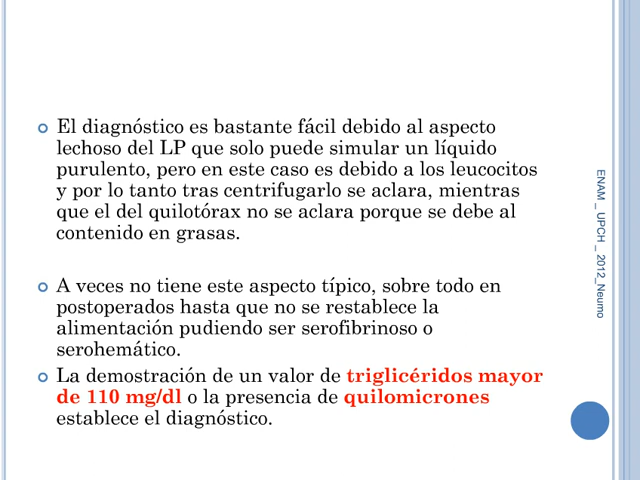 El diagnóstico es bastante fácil debido al aspecto
lechoso del LP que solo puede simular un líquido
purulento, pero en este caso es debido a los leucocitos
y por lo tanto tras centrifugarlo se aclara, mientras
que el del quilotórax no se aclara porque se debe al
contenido en grasas.
A veces no tiene este aspecto típico, sobre todo en
postoperados hasta que no se restablece la
alimentación pudiendo ser serofibrinoso o
serohemático.
La demostración de un valor de triglicéridos mayor
de 110 mg/dl o la presencia de quilomicrones
establece el diagnóstico.
ENAM _ UPCH _ 2012_Neumo